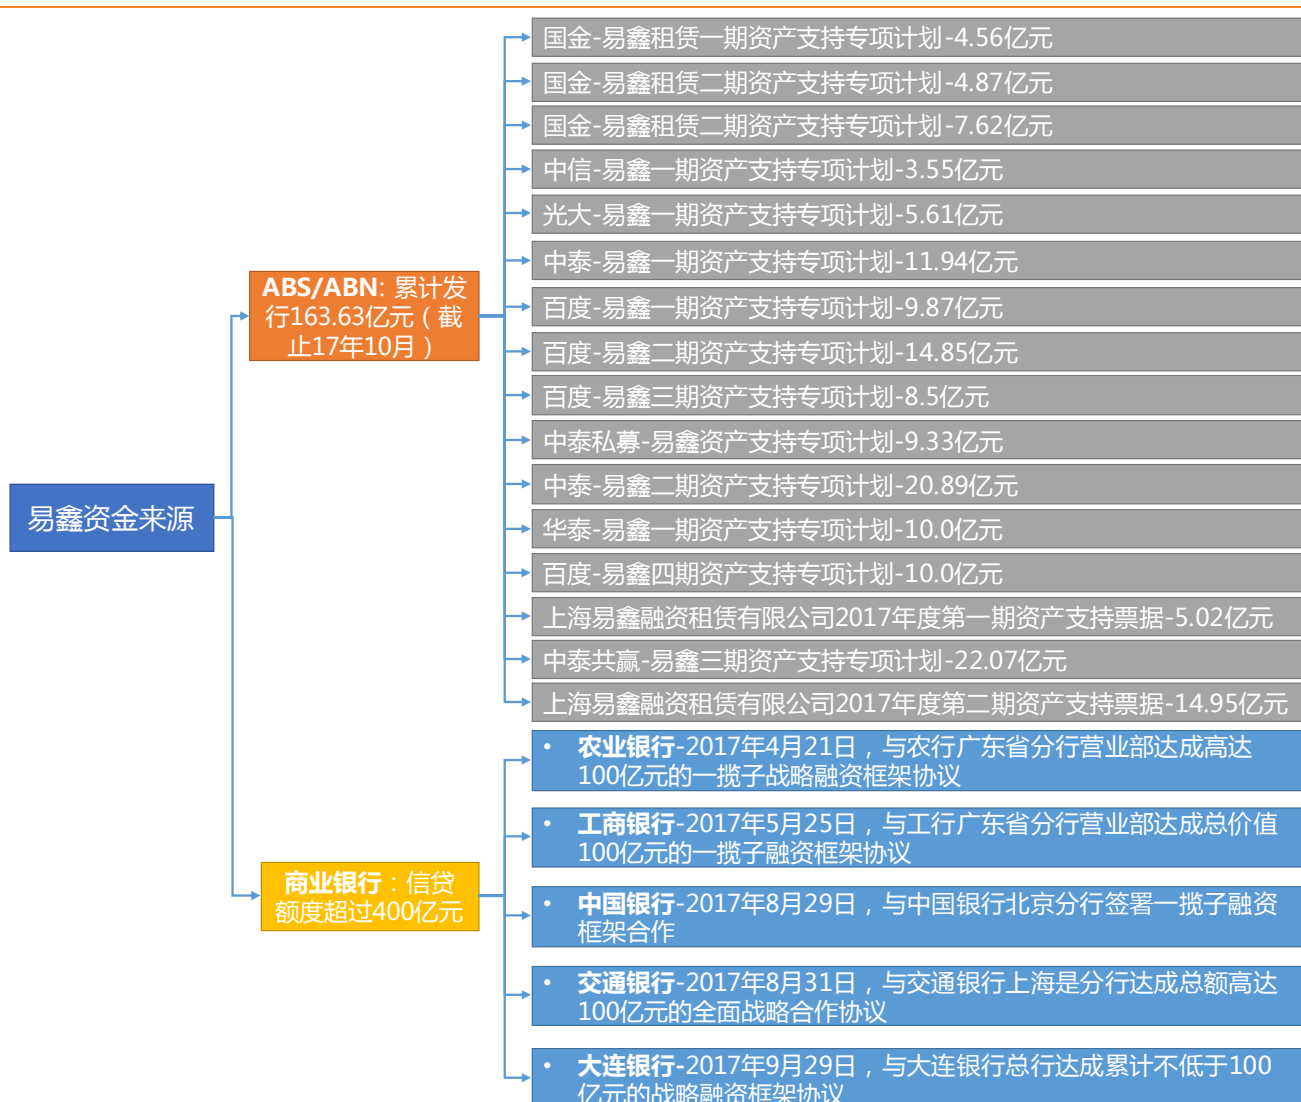 国金-易鑫租赁一期资产支持专项计划-4.56亿元
国金-易鑫租赁二期资产支持专项计划-4.87亿元
国金-易鑫租赁二期资产支持专项计划-7.62亿元
中信-易鑫一期资产支持专项计划-3.55亿元
光大-易鑫一期资产支持专项计划-5.61亿元
中泰-易鑫一期资产支持专项计划-11.94亿元
百度-易鑫一期资产支持专项计划-9.87亿元
百度-易鑫二期资产支持专项计划-14.85亿元
百度-易鑫三期资产支持专项计划-8.5亿元
中泰私募-易鑫资产支持专项计划-9.33亿元
中泰-易鑫二期资产支持专项计划-20.89亿元
华泰-易鑫一期资产支持专项计划-10.0亿元
百度-易鑫四期资产支持专项计划-10.0亿元
上海易鑫融资租赁有限公司2017年度第一期资产支持票据-5.02亿元
中泰共赢-易鑫三期资产支持专项计划-22.07亿元
上海易鑫融资租赁有限公司2017年度第二期资产支持票据-14.95亿元
ABS/ABN: 累计发
行163.63亿元（截
止17年10月）
易鑫资金来源
商业银行：信贷
额度超过400亿元
• 农业银行-2017年4月21日，与农行广东省分行营业部达成高达
100亿元的一揽子战略融资框架协议
• 工商银行-2017年5月25日，与工行广东省分行营业部达成总价值
100亿元的一揽子融资框架协议
• 中国银行-2017年8月29日，与中国银行北京分行签署一揽子融资
框架合作
• 交通银行-2017年8月31日，与交通银行上海是分行达成总额高达
100亿元的全面战略合作协议
• 大连银行-2017年9月29日，与大连银行总行达成累计不低于100
亿元的战略融资框架协议